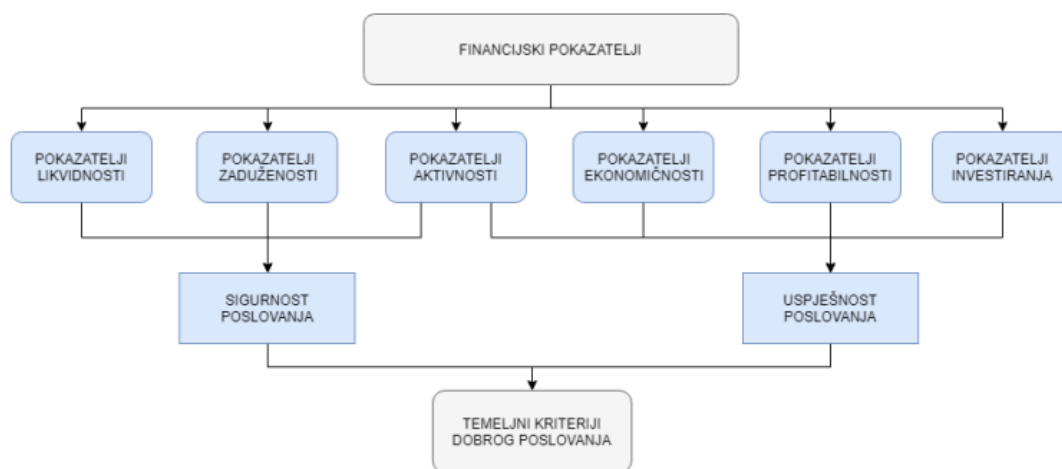 FINANCIJSKI POKAZATELJI
POKAZATELJI
LIKVIDNOSTI
POKAZATELJI
ZADUŽENOSTI
POKAZATELJI
AKTIVNOSTI
POKAZATELJI
EKONOMIČNOSTI
POKAZATELJI
PROFITABILNOSTI
POKAZATELJI
INVESTIRANJA
SIGURNOST
POSLOVANJA
USPJEŠNOST
POSLOVANJA
TEMELJNI KRITERIJI
DOBROG POSLOVANJA